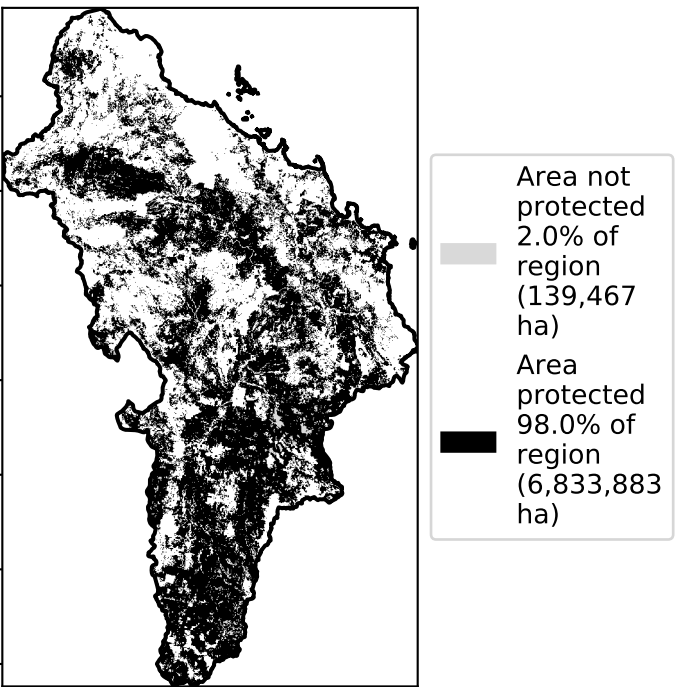 Area not
protected
2.0% of
region
(139,467
ha)
Area
protected
98.0% of
region
(6,833,883
ha)